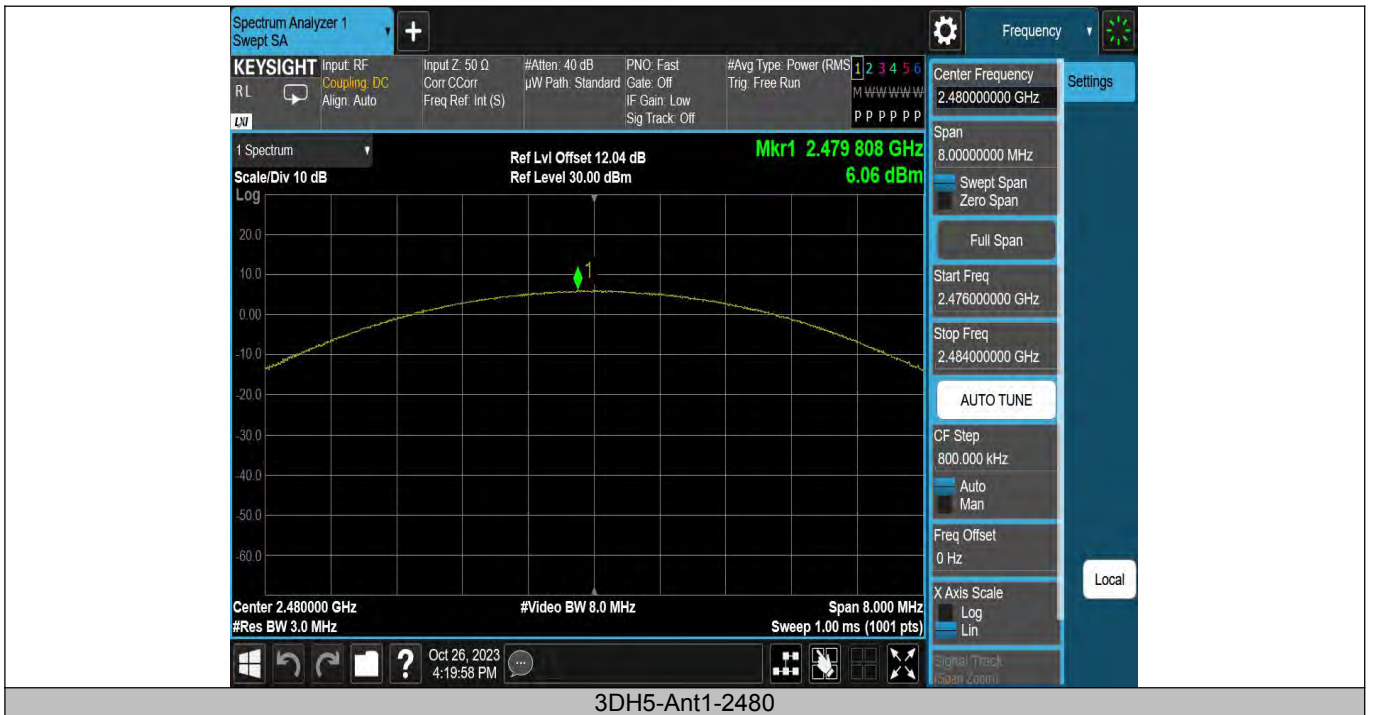 Spectrum Analyzer 1
Swept SA
+
Frequency
KEYSIGHT
RL
LXI
Input: RF
Coupling: DC
Align: Auto
Input Z: 50 Ω
Corr CCorr
Freq Ref: Int (S)
#Atten: 40 dB
µW Path: Standard
PNO: Fast
Gate: Off
IF Gain: Low
Sig Track: Off
#Avg Type: Power (RMS
Trig: Free Run
1 2 3 4 5 6
M W W W W W
P P P P P P
Center Frequency
2.480000000 GHz
Settings
Span
8.00000000 MHz
Swept Span
Zero Span
Full Span
Start Freq
2.476000000 GHz
Stop Freq
2.484000000 GHz
AUTO TUNE
CF Step
800.000 kHz
Auto
Man
Freq Offset
0 Hz
X Axis Scale
Log
Lin
Signal Track
(Span Zoom)
Local
1 Spectrum
Scale/Div 10 dB
Log
Ref Lvl Offset 12.04 dB
Ref Level 30.00 dBm
Mkr1 2.479 808 GHz
6.06 dBm
1
20.0
10.0
0.00
-10.0
-20.0
-30.0
-40.0
-50.0
-60.0
Center 2.480000 GHz
#Res BW 3.0 MHz
#Video BW 8.0 MHz
Span 8.000 MHz
Sweep 1.00 ms (1001 pts)
?
Oct 26, 2023
4:19:58 PM
3DH5-Ant1-2480